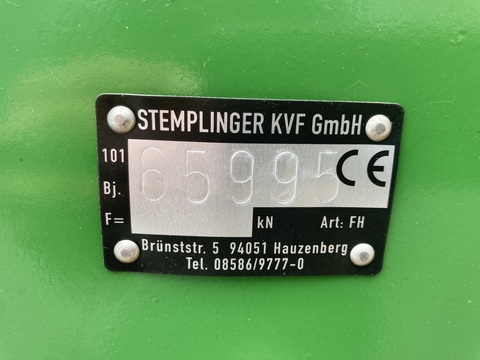 STEMPLINGER KVF GmbH
101 65995 CE
Bj.
F= kN Art: FH
Brünststr. 5 94051 Hauzenberg
Tel. 08586/9777-0